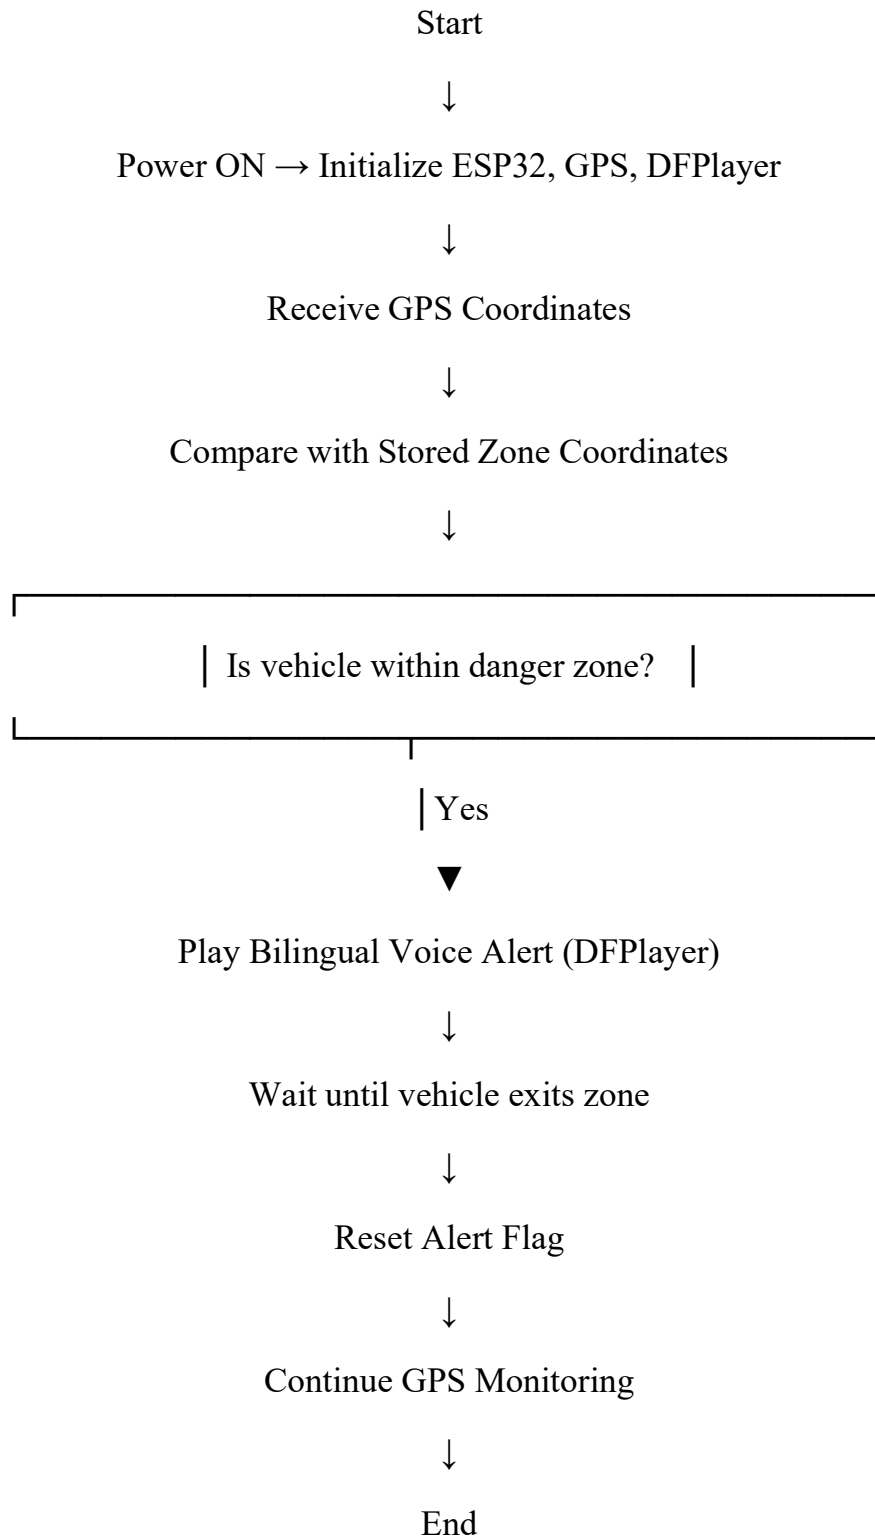 Start
↓
Power ON → Initialize ESP32, GPS, DFPlayer
↓
Receive GPS Coordinates
↓
Compare with Stored Zone Coordinates
↓
│ Is vehicle within danger zone? │
│ Yes
▼
Play Bilingual Voice Alert (DFPlayer)
↓
Wait until vehicle exits zone
↓
Reset Alert Flag
↓
Continue GPS Monitoring
↓
End